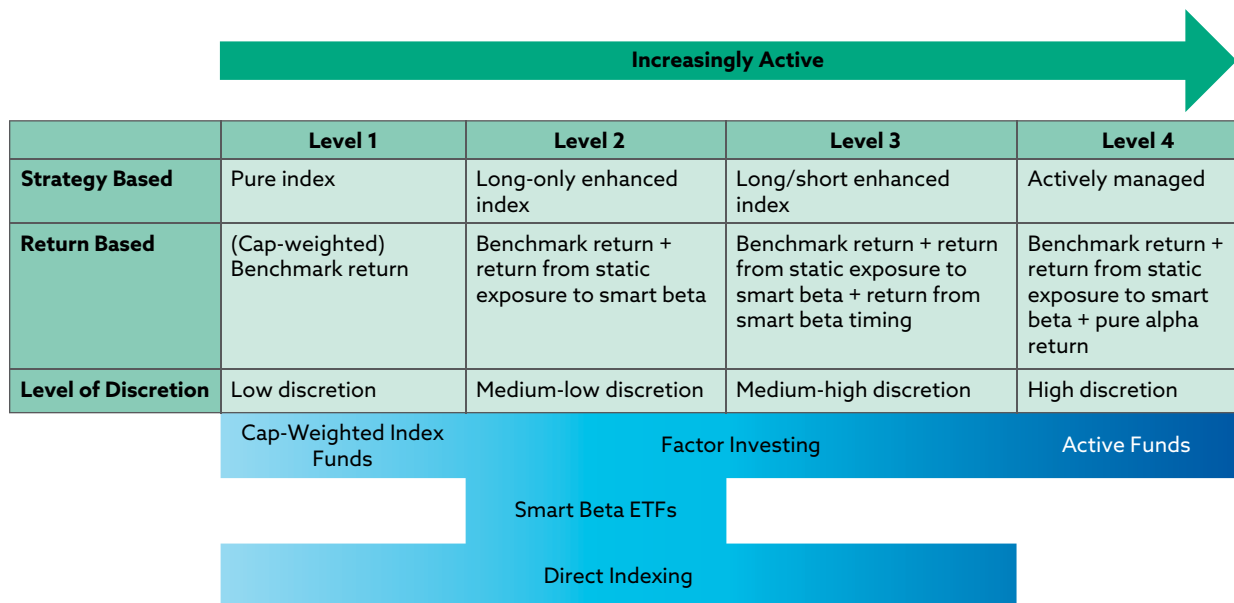 Increasingly Active
Level 1
Level 2
Level 3
Level 4
Strategy Based
Pure index
Long-only enhanced
index
Long/short enhanced
index
Actively managed
Return Based
(Cap-weighted)
Benchmark return
Benchmark return +
return from static
exposure to smart beta
Benchmark return + return
from static exposure to
smart beta + return from
smart beta timing
Benchmark return +
return from static
exposure to smart
beta + pure alpha
return
Level of Discretion
Low discretion
Medium-low discretion
Medium-high discretion
High discretion
Cap-Weighted Index
Funds
Factor Investing
Active Funds
Smart Beta ETFs
Direct Indexing